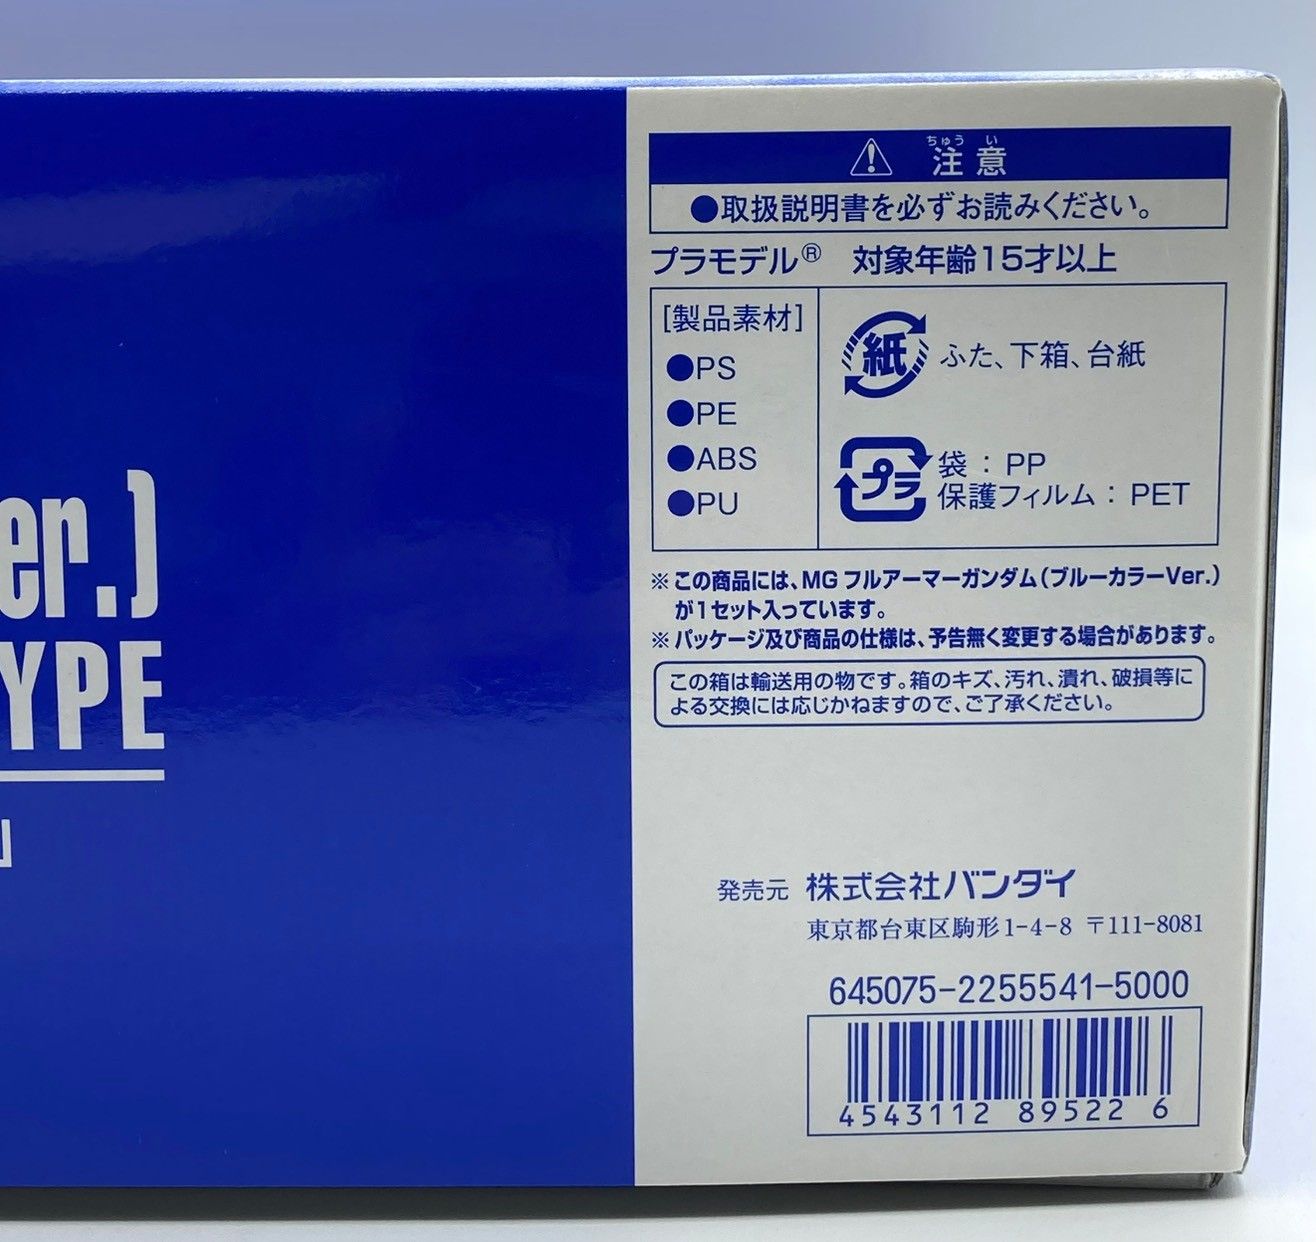 er.)
YPE
ちゅう い
注意
●取扱説明書を必ずお読みください。
プラモデル® 対象年齢15才以上
[製品素材]
●PS
●PE
●ABS
●PU
紙 ふた、下箱、台紙
プラ 袋：PP
保護フィルム：PET
※この商品には、MG フルアーマーガンダム(ブルーカラーVer.)
が1セット入っています。
※パッケージ及び商品の仕様は、予告無く変更する場合があります。
この箱は輸送用の物です。箱のキズ、汚れ、潰れ、破損等に
よる交換には応じかねますので、ご了承ください。
発売元 株式会社バンダイ
東京都台東区駒形1-4-8 〒111-8081
645075-2255541-5000
4543112 89522 6